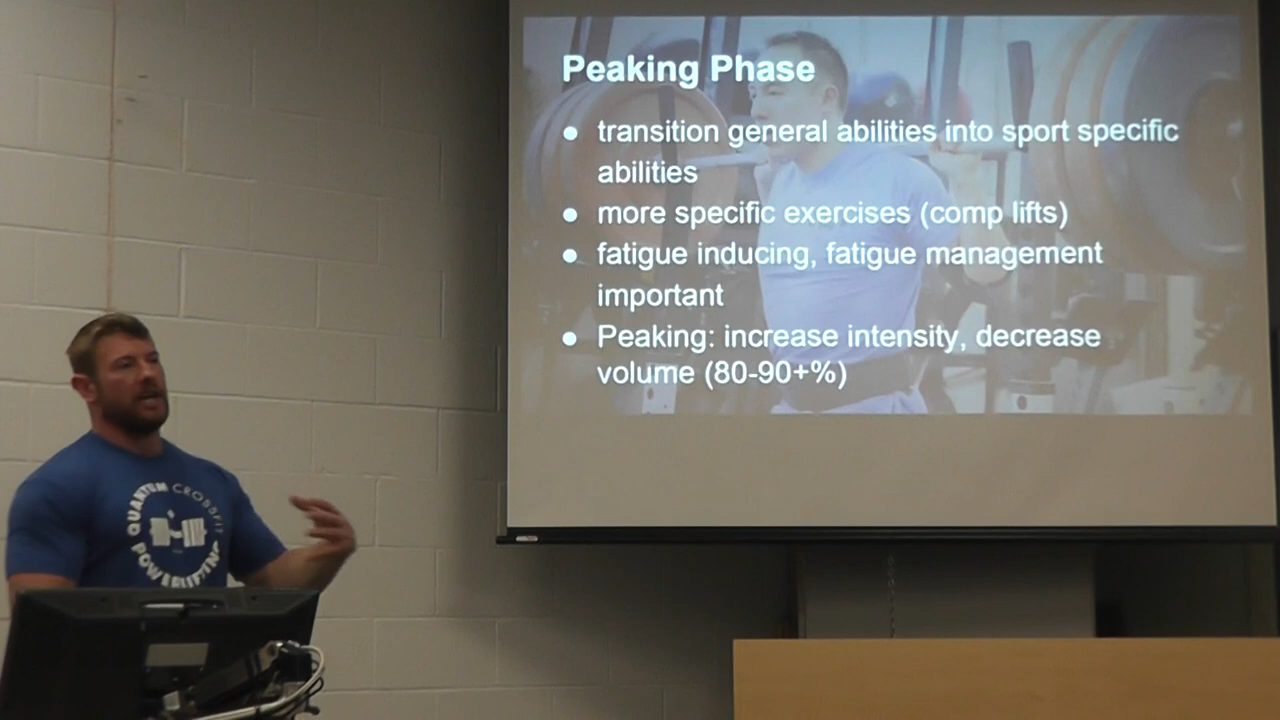 Peaking Phase
● transition general abilities into sport specific
abilities
● more specific exercises (comp lifts)
● fatigue inducing, fatigue management
important
● Peaking: increase intensity, decrease
volume (80-90+%)
QUANTUM CROSSFIT
POWERLIFTING